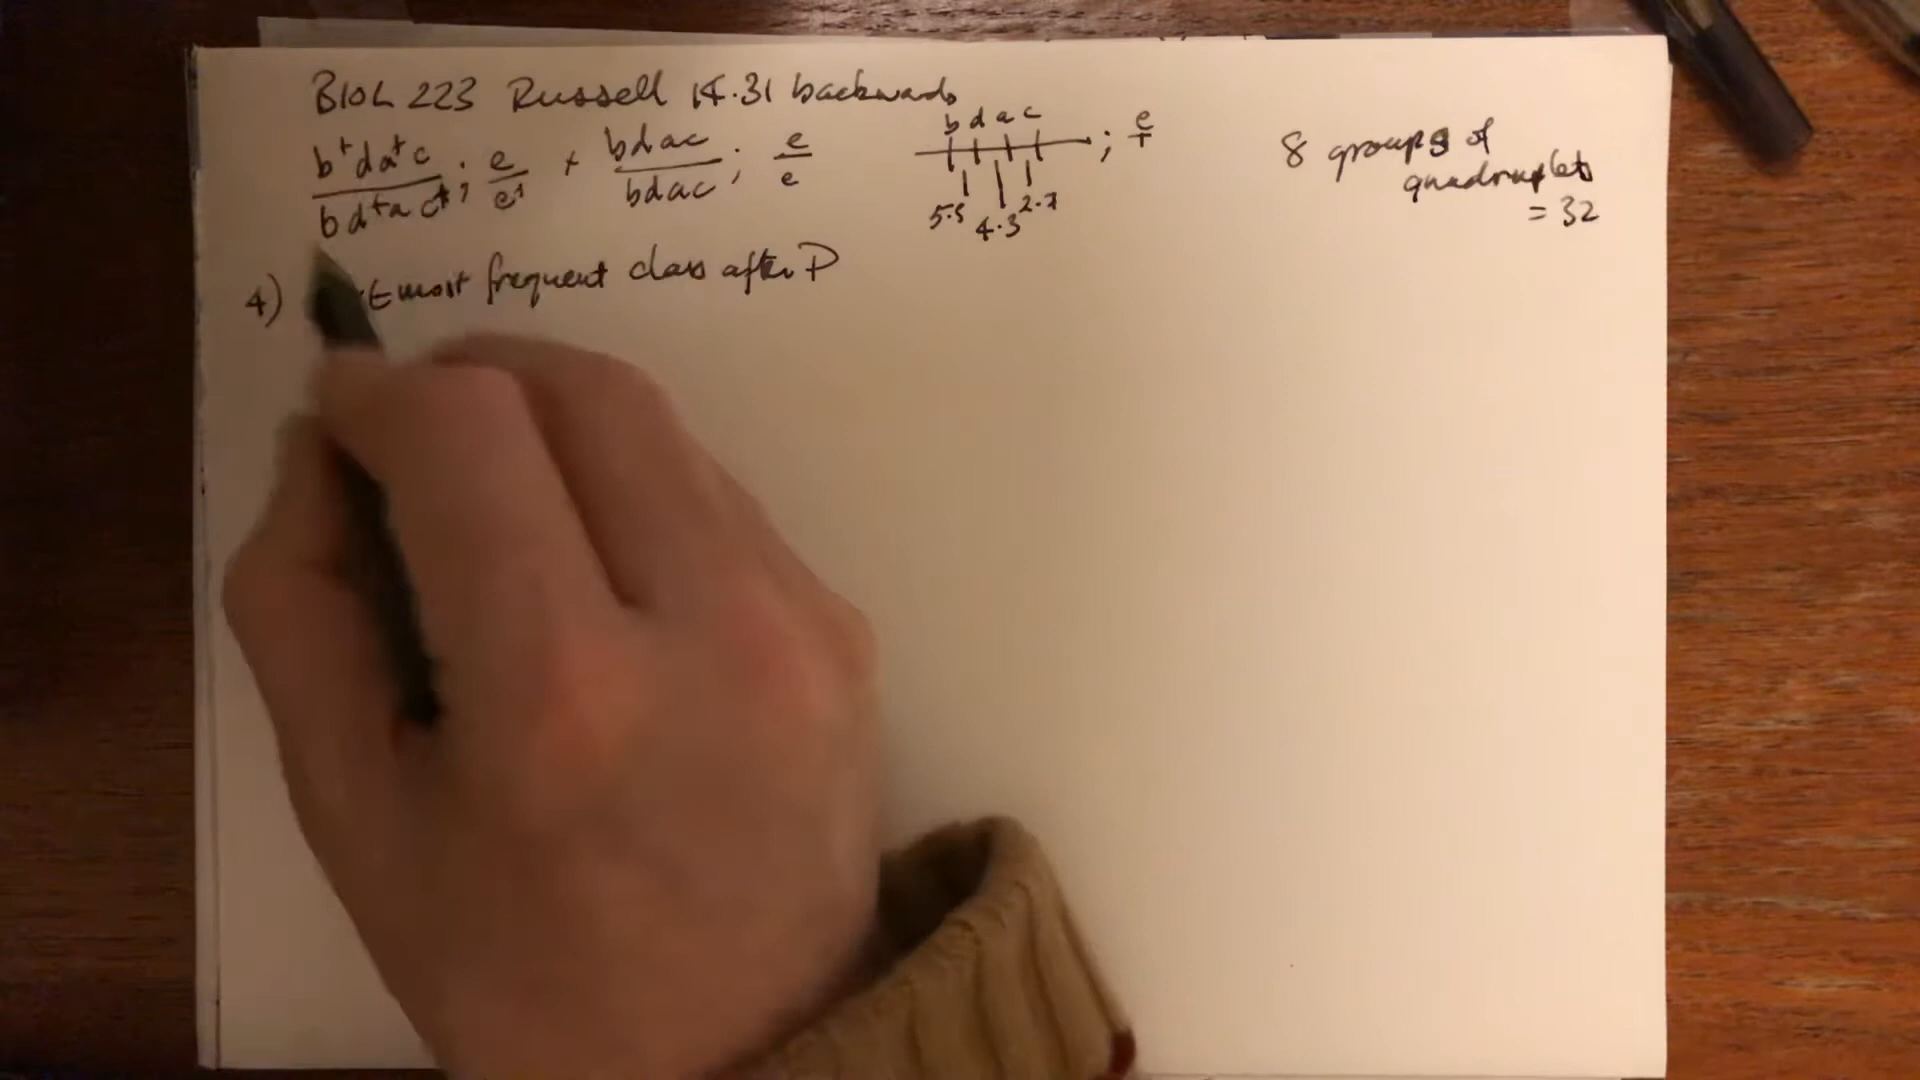 BIOL 223 Russell 14.31 backwards
b⁺da⁺c / bd⁺ac⁺ ; e / e⁺ × bdac / bdac ; e / e
b d a c ; e / +
5.5 4.3 2.7
8 groups of
quadruplets
= 32
4) most frequent class after P